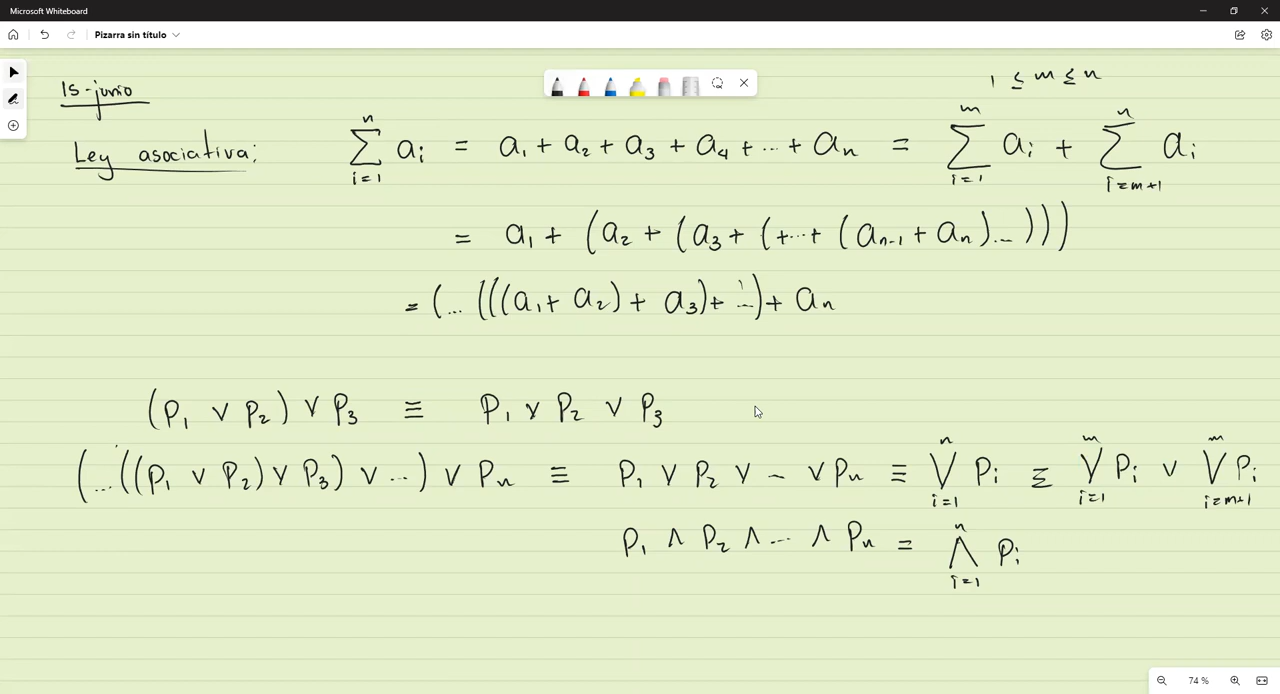 Microsoft Whiteboard
Pizarra sin título
15-junio
1 ≤ m ≤ n
Ley asociativa: ∑_{i=1}^{n} a_i = a_1 + a_2 + a_3 + a_4 + ... + a_n = ∑_{i=1}^{m} a_i + ∑_{i=m+1}^{n} a_i
= a_1 + (a_2 + (a_3 + (+...+ (a_{n-1} + a_n)...)))
= (...(((a_1 + a_2) + a_3) + ...) + a_n
(P_1 ∨ P_2) ∨ P_3 ≡ P_1 ∨ P_2 ∨ P_3
(...((P_1 ∨ P_2) ∨ P_3) ∨ ...) ∨ P_n ≡ P_1 ∨ P_2 ∨ - ∨ P_n ≡ ⋁_{i=1}^{n} P_i ≡ ⋁_{i=1}^{m} P_i ∨ ⋁_{i=m+1}^{m} P_i
P_1 ∧ P_2 ∧ ... ∧ P_n = ⋀_{i=1}^{n} P_i
74 %